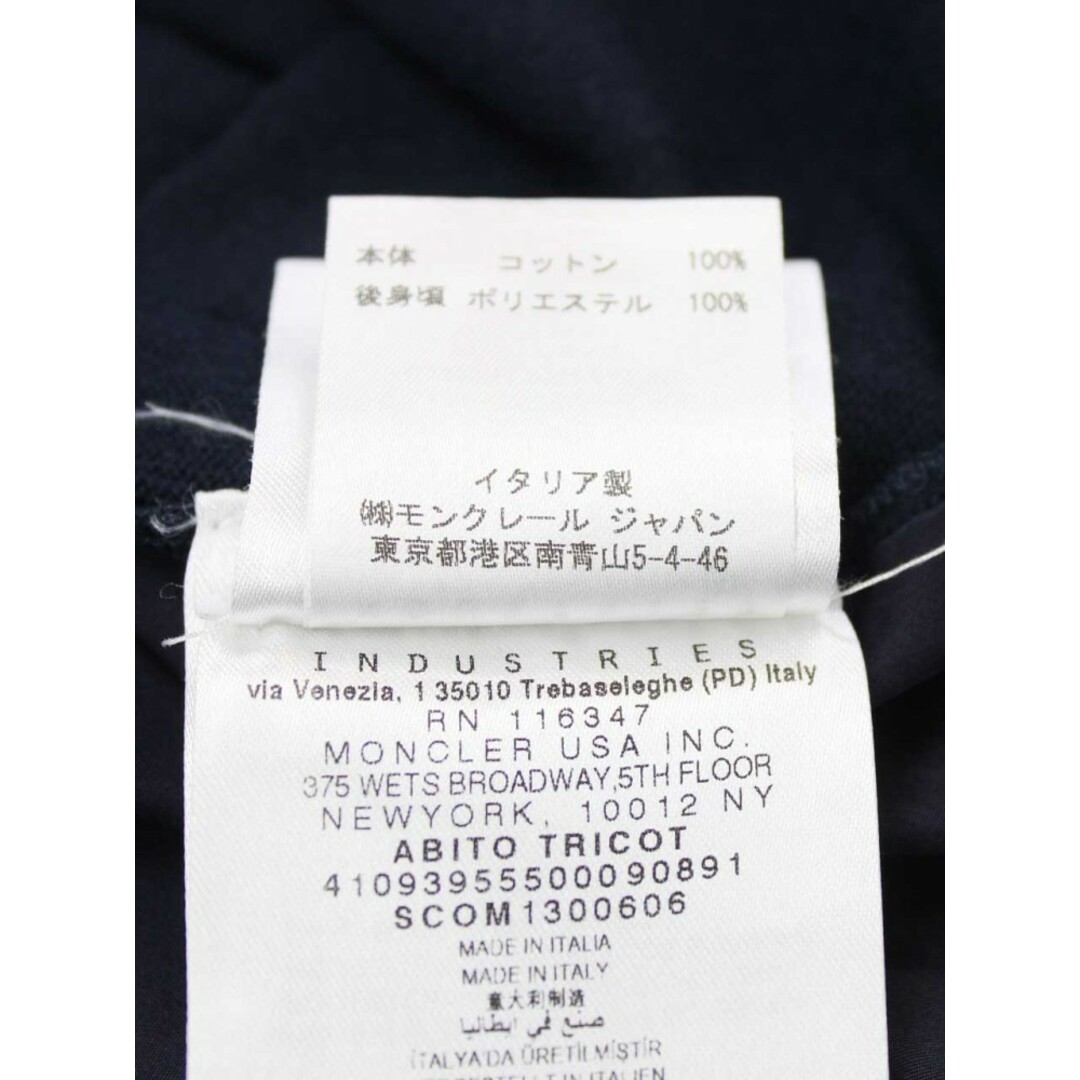 本体 コットン 100%
後身頃 ポリエステル 100%
イタリア製
㈱モンクレール ジャパン
東京都港区南青山5-4-46
INDUSTRIES
via Venezia, 1 35010 Trebaseleghe (PD) Italy
RN 116347
MONCLER USA INC.
375 WETS BROADWAY,5TH FLOOR
NEWYORK, 10012 NY
ABITO TRICOT
41093955500090891
SCOM1300606
MADE IN ITALIA
MADE IN ITALY
意大利制造
صنع في ايطاليا
İTALYA'DA ÜRETİLMİŞTİR
IN ITALIEN